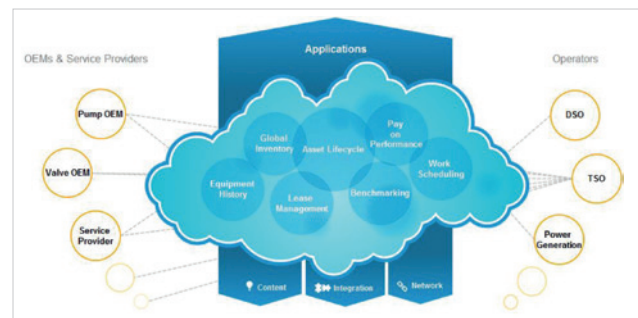 Applications
OEMs & Service Providers
Operators
Pump OEM
Valve OEM
Service
Provider
Global
Inventory
Asset Lifecycle
Pay
on
Performance
Equipment
History
Lease
Management
Benchmarking
Work
Scheduling
DSO
TSO
Power
Generation
Content
Integration
Network